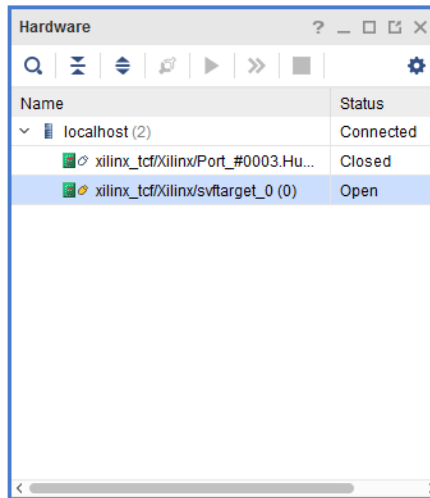 Hardware
Name Status
localhost (2) Connected
xilinx_tcf/Xilinx/Port_#0003.Hu... Closed
xilinx_tcf/Xilinx/svftarget_0 (0) Open